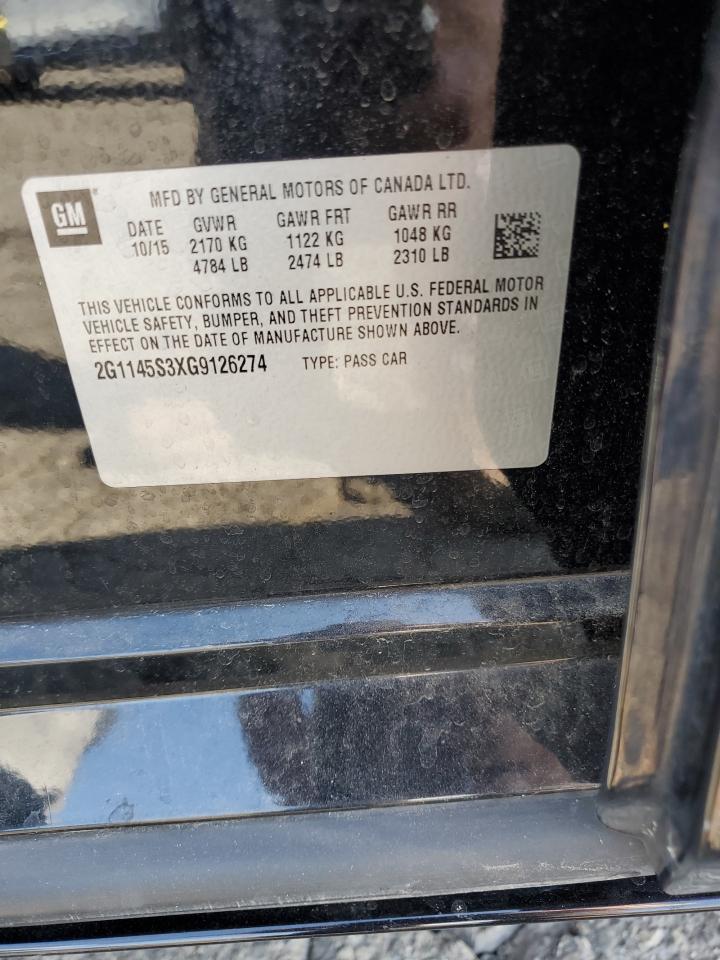 GM
MFD BY GENERAL MOTORS OF CANADA LTD.
DATE GVWR GAWR FRT GAWR RR
10/15 2170 KG 1122 KG 1048 KG
4784 LB 2474 LB 2310 LB
THIS VEHICLE CONFORMS TO ALL APPLICABLE U.S. FEDERAL MOTOR
VEHICLE SAFETY, BUMPER, AND THEFT PREVENTION STANDARDS IN
EFFECT ON THE DATE OF MANUFACTURE SHOWN ABOVE.
2G1145S3XG9126274 TYPE: PASS CAR